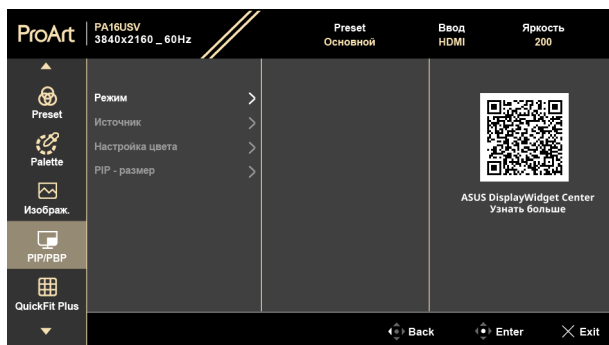 ProArt
PA16USV
3840x2160 _ 60Hz
Preset
Основной
Ввод
HDMI
Яркость
200
Preset
Palette
Изображ.
PIP/PBP
QuickFit Plus
Режим
Источник
Настройка цвета
PIP - размер
ASUS DisplayWidget Center
Узнать больше
Back
Enter
Exit